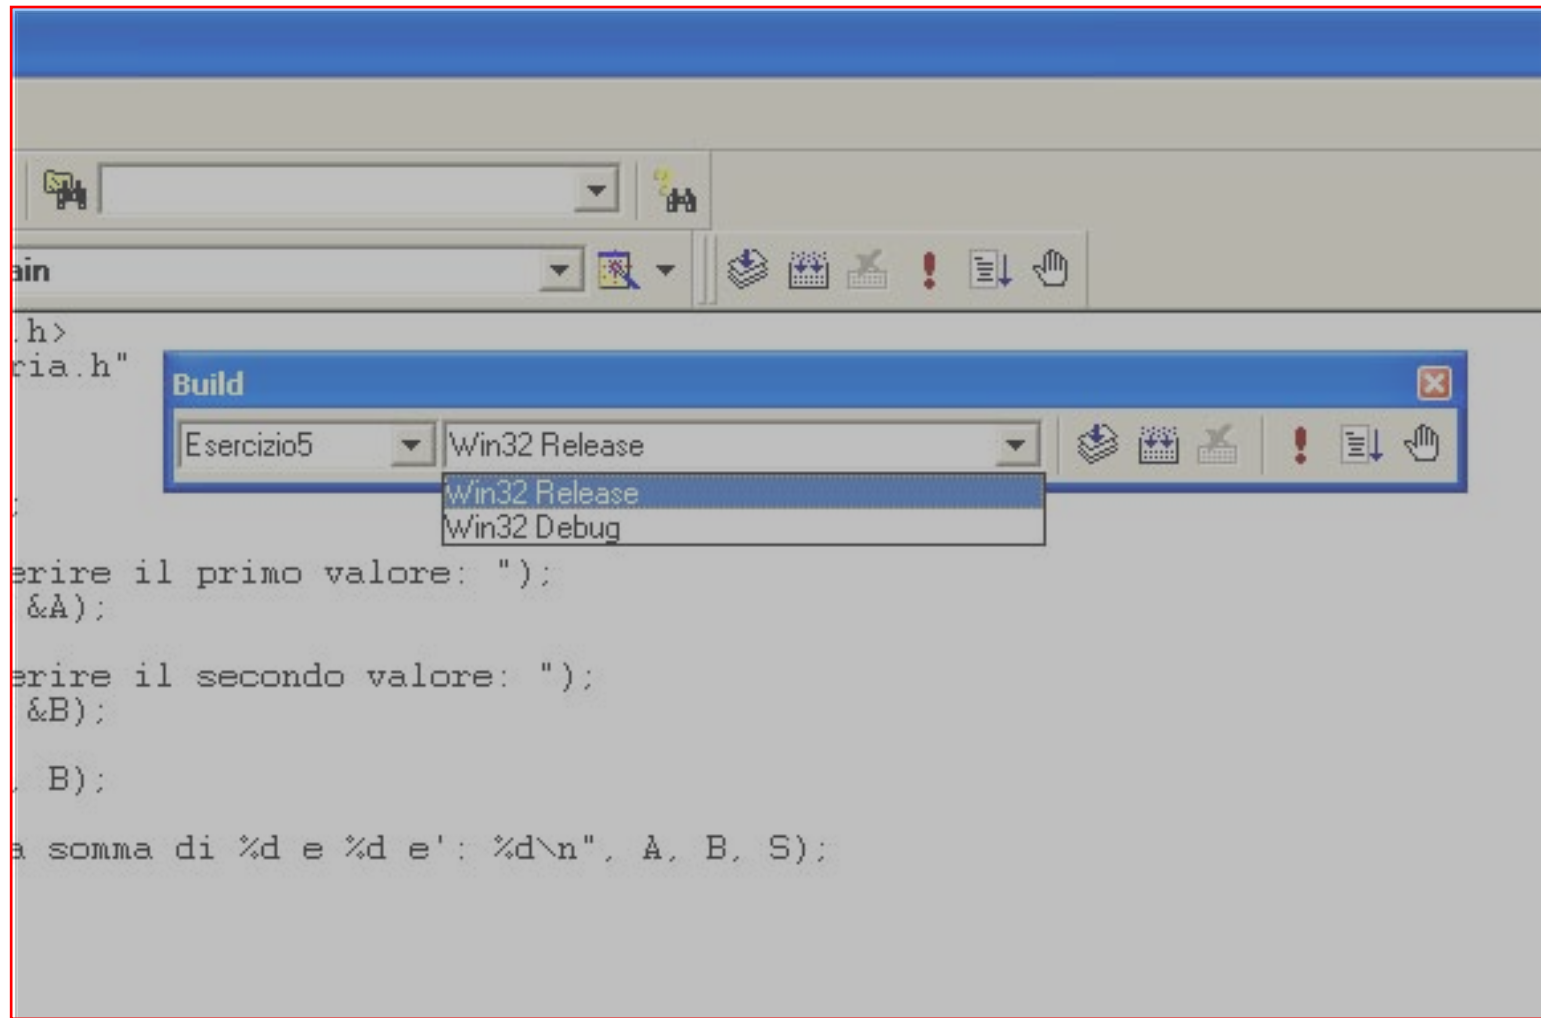 ain
.h>
ria.h"
Build
Esercizio5
Win32 Release
Win32 Release
Win32 Debug
;
erire il primo valore: ");
&A);
erire il secondo valore: ");
&B);
, B);
a somma di %d e %d e': %d\n", A, B, S);